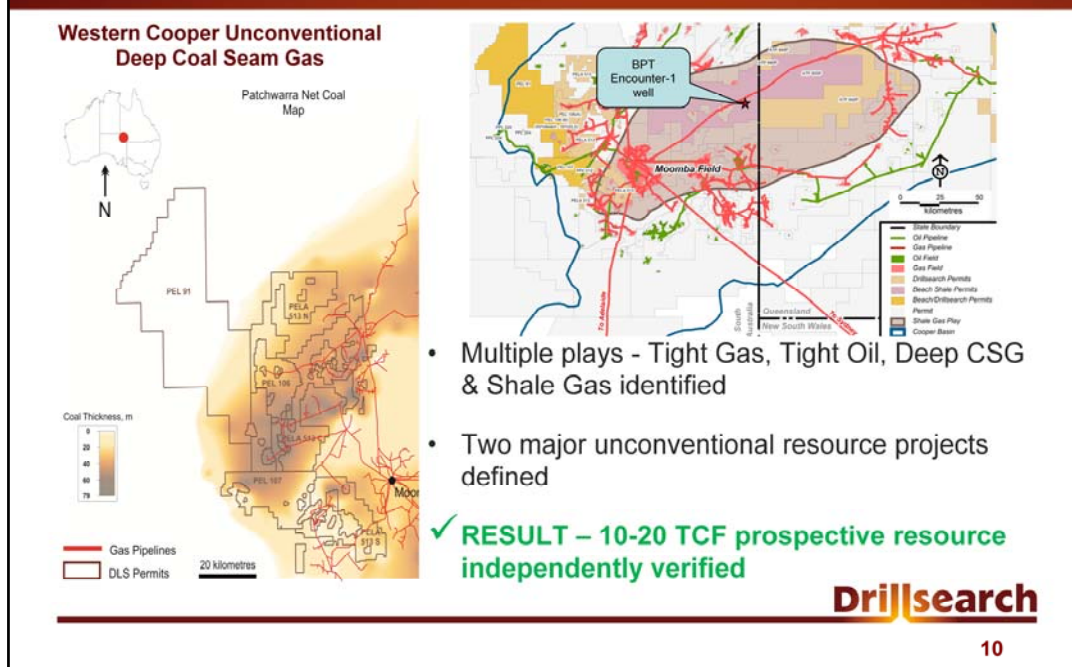 Western Cooper Unconventional
Deep Coal Seam Gas
Patchwarra Net Coal
Map
N
PEL 91
PELA
513 N
PEL 106
PEL 107
PELA
513 S
Moo
Coal Thickness, m
0
20
40
60
79
Gas Pipelines
DLS Permits
20 kilometres
BPT
Encounter-1
well
Moomba Field
To Adelaide
To Sydney
South
Australia
Queensland
New South Wales
N
0 25 50
kilometres
State Boundary
Oil Pipeline
Gas Pipeline
Oil Field
Gas Field
Drillsearch Permits
Beach Shale Permits
Beach/Drillsearch Permits
Permit
Shale Gas Play
Cooper Basin
• Multiple plays - Tight Gas, Tight Oil, Deep CSG
& Shale Gas identified
• Two major unconventional resource projects
defined
✓ RESULT – 10-20 TCF prospective resource
independently verified
Drillsearch
10